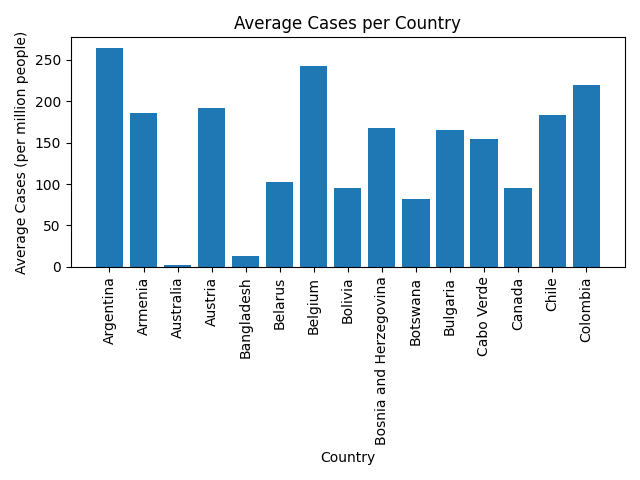 Average Cases per Country
Average Cases (per million people)
250
200
150
100
50
0
Argentina
Armenia
Australia
Austria
Bangladesh
Belarus
Belgium
Bolivia
Bosnia and Herzegovina
Botswana
Bulgaria
Cabo Verde
Canada
Chile
Colombia
Country